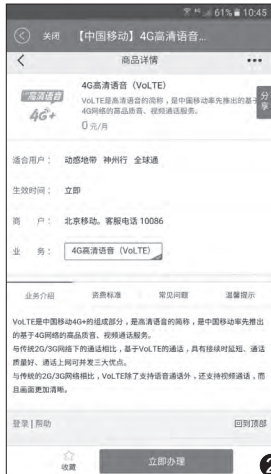 61% 10:45
关闭 【中国移动】4G高清语音...
商品详情
高清语音
4G+
4G高清语音（VoLTE）
VoLTE是高清语音的简称，是中国移动率先推出的基于
4G网络的高品质音、视频通话服务。
0 元/月
分享
适合用户： 动感地带 神州行 全球通
生效时间： 立即
商 户： 北京移动。客服电话 10086
业 务： 4G高清语音（VoLTE）
业务介绍 资费标准 常见问题 温馨提示
VoLTE是中国移动4G+的组成部分，是高清语音的简称，是中国移动率先推出
的基于4G网络的高品质音、视频通话服务。
与传统2G/3G网络下的通话相比，基于VoLTE的通话，具有接续时延短、通话
质量好、通话上网可并发三大优点。
与传统的2G/3G网络相比，VoLTE除了支持语音通话外，还支持视频通话，而
且画面更加清晰。
登录 | 帮助 回到顶部
收藏
立即办理
2